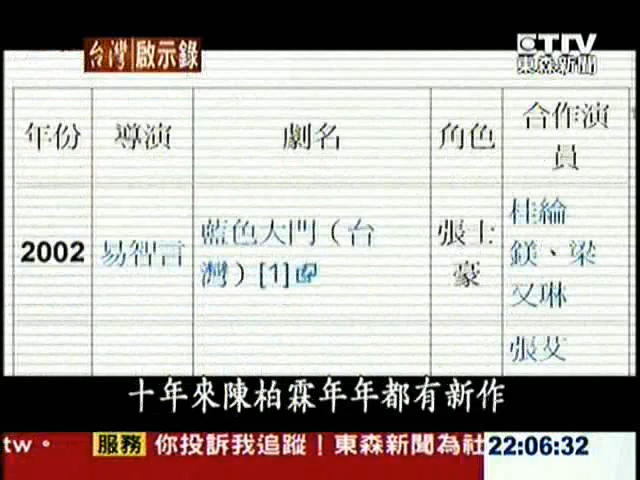 台灣啟示錄
ETTV
東森新聞
年份 導演 劇名 角色 合作演員
2002 易智言 藍色大門（台灣）[1] 張士豪 桂綸鎂、梁又琳
張艾
十年來陳柏霖年年都有新作
tw。 服務 你投訴我追蹤！東森新聞為社 22:06:32